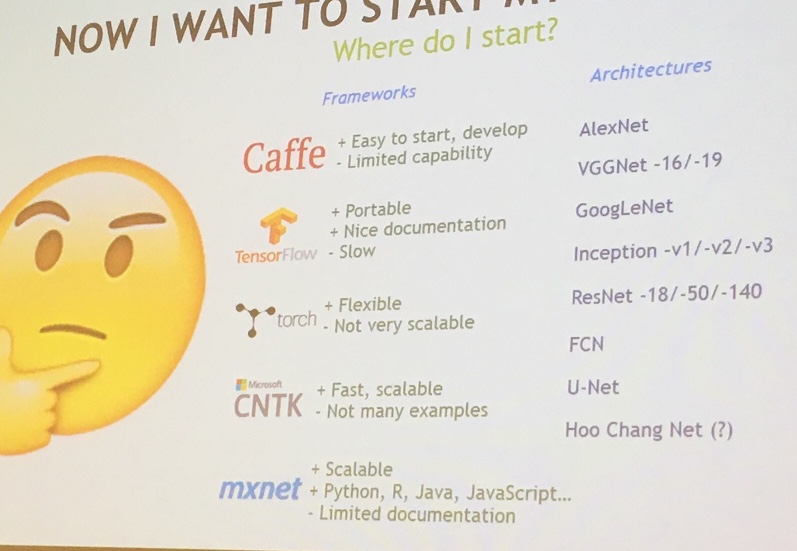 NOW I WANT TO START
Where do I start?
Frameworks
Caffe
+ Easy to start, develop
- Limited capability
TensorFlow
+ Portable
+ Nice documentation
- Slow
torch
+ Flexible
- Not very scalable
Microsoft
CNTK
+ Fast, scalable
- Not many examples
mxnet
+ Scalable
+ Python, R, Java, JavaScript...
- Limited documentation
Architectures
AlexNet
VGGNet -16/-19
GoogLeNet
Inception -v1/-v2/-v3
ResNet -18/-50/-140
FCN
U-Net
Hoo Chang Net (?)